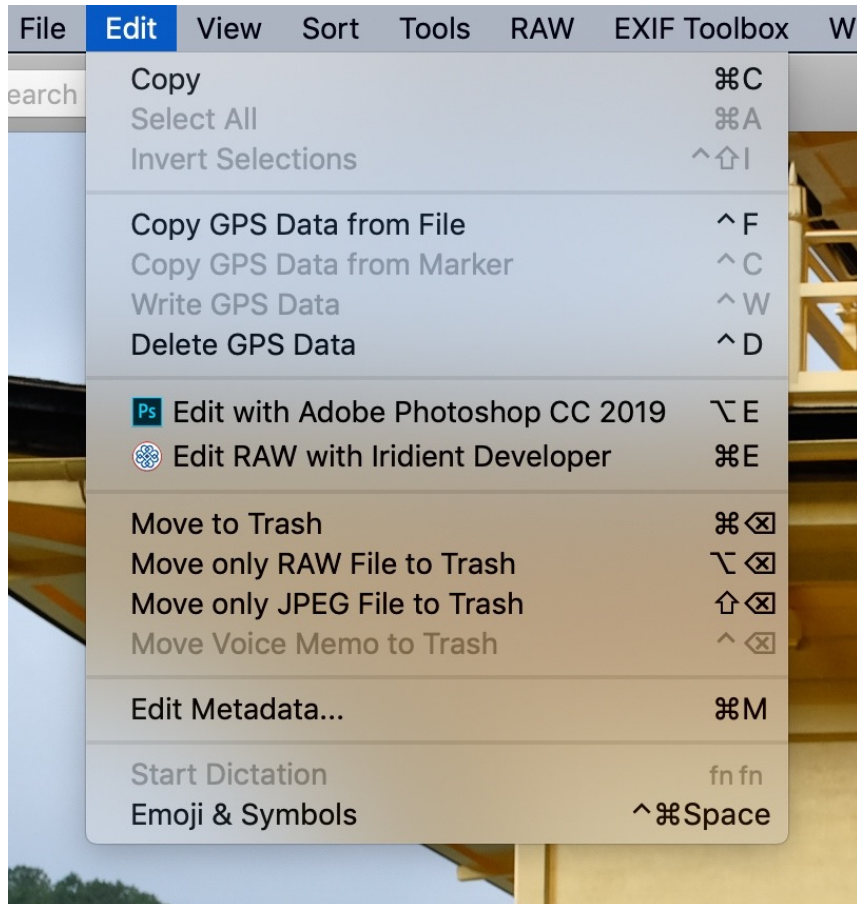 File Edit View Sort Tools RAW EXIF Toolbox W
earch
Copy ⌘C
Select All ⌘A
Invert Selections ^⇧I
Copy GPS Data from File ^F
Copy GPS Data from Marker ^C
Write GPS Data ^W
Delete GPS Data ^D
Ps Edit with Adobe Photoshop CC 2019 ⌥E
Edit RAW with Iridient Developer ⌘E
Move to Trash ⌘⌫
Move only RAW File to Trash ⌥⌫
Move only JPEG File to Trash ⇧⌫
Move Voice Memo to Trash ^⌫
Edit Metadata... ⌘M
Start Dictation fn fn
Emoji & Symbols ^⌘Space